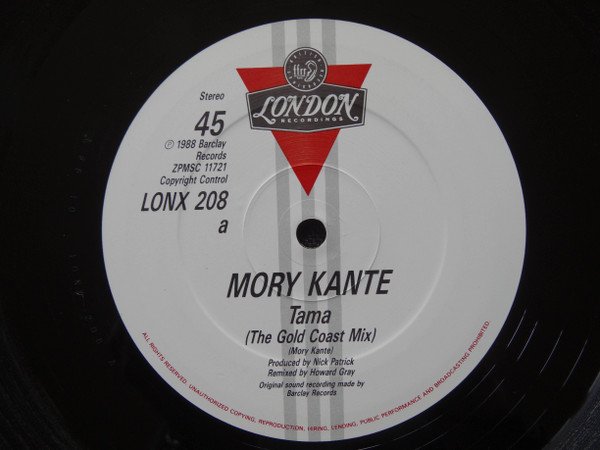 ffrr
LONDON
RECORDINGS
Stereo
45
℗ 1988 Barclay
Records
ZPMSC 11721
Copyright Control
LONX 208
a
MORY KANTE
Tama
(The Gold Coast Mix)
(Mory Kante)
Produced by Nick Patrick
Remixed by Howard Gray
Original sound recording made by
Barclay Records
ALL RIGHTS RESERVED. UNAUTHORIZED COPYING, REPRODUCTION, HIRING, LENDING, PUBLIC PERFORMANCE AND BROADCASTING PROHIBITED.